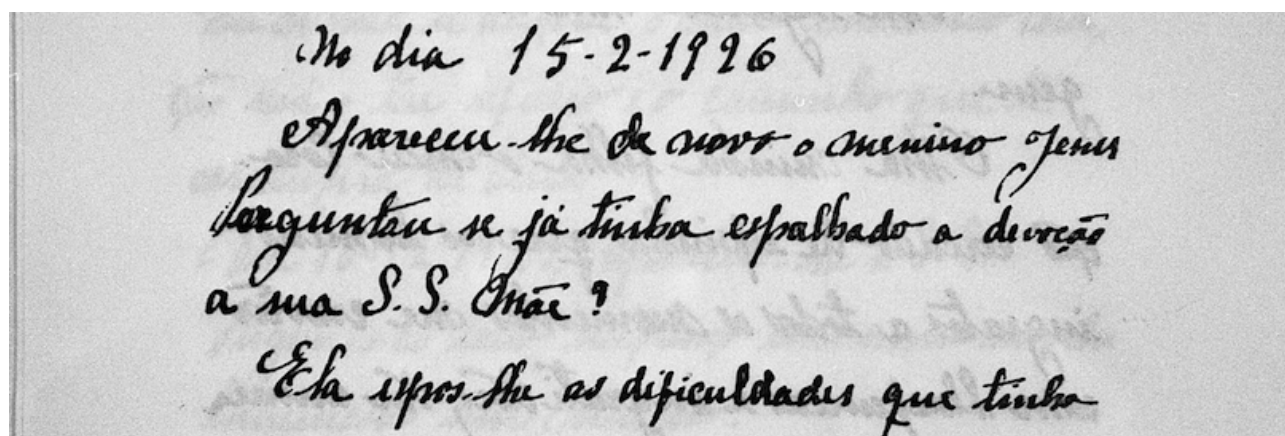 No dia 15-2-1926
Apareceu-lhe de novo o menino Jesus
Perguntou se já tinha espalhado a devoção
a sua S. S. Mãe?
Ela expos-lhe as dificuldades que tinha